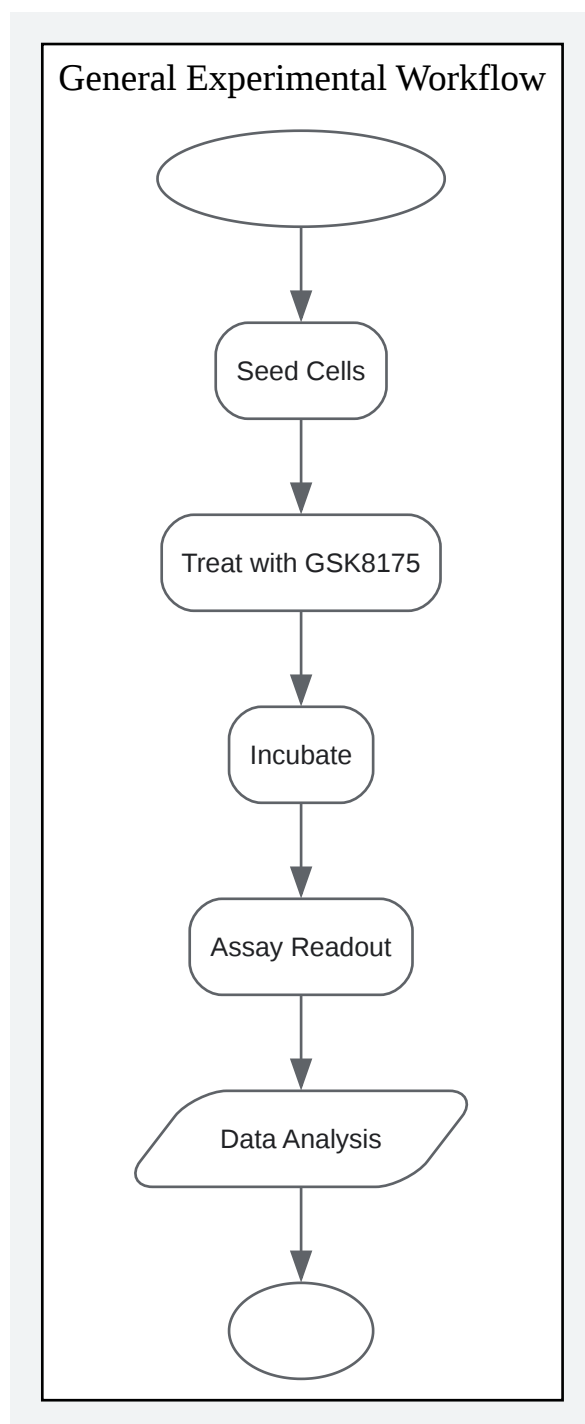 General Experimental Workflow
Seed Cells
Treat with GSK8175
Incubate
Assay Readout
Data Analysis